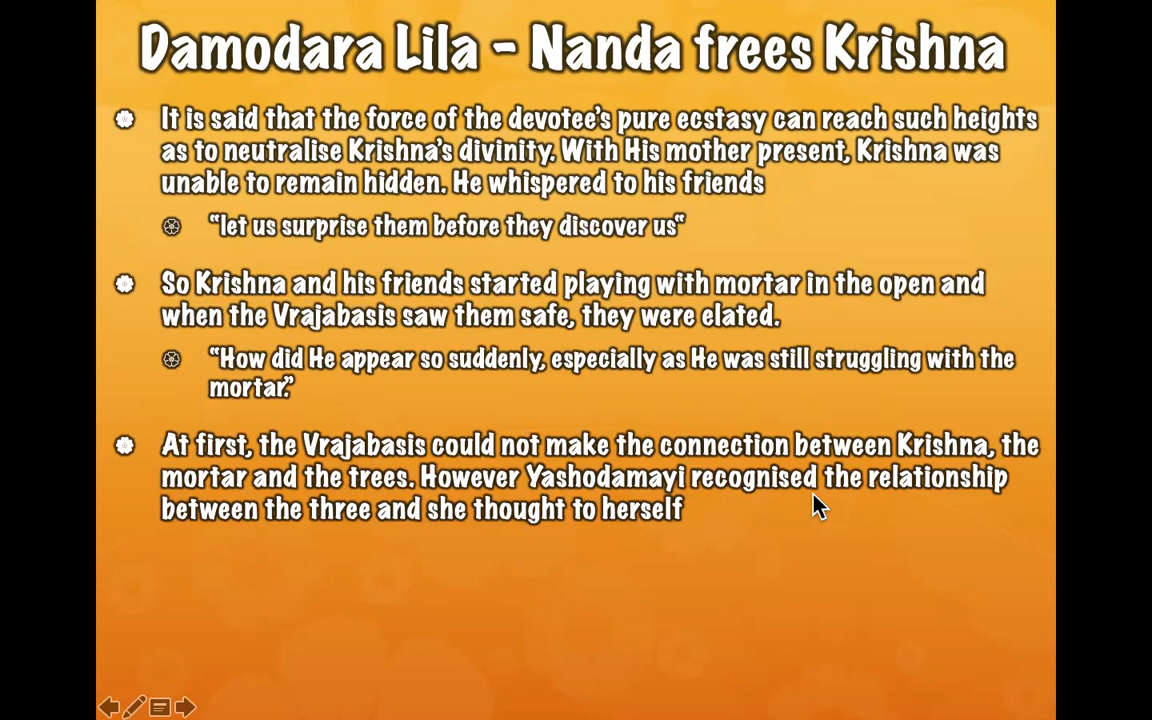 Damodara Lila - Nanda frees Krishna
It is said that the force of the devotee's pure ecstasy can reach such heights
as to neutralise Krishna's divinity. With His mother present, Krishna was
unable to remain hidden. He whispered to his friends
"let us surprise them before they discover us"
So Krishna and his friends started playing with mortar in the open and
when the Vrajabasis saw them safe, they were elated.
"How did He appear so suddenly, especially as He was still struggling with the
mortar."
At first, the Vrajabasis could not make the connection between Krishna, the
mortar and the trees. However Yashodamayi recognised the relationship
between the three and she thought to herself